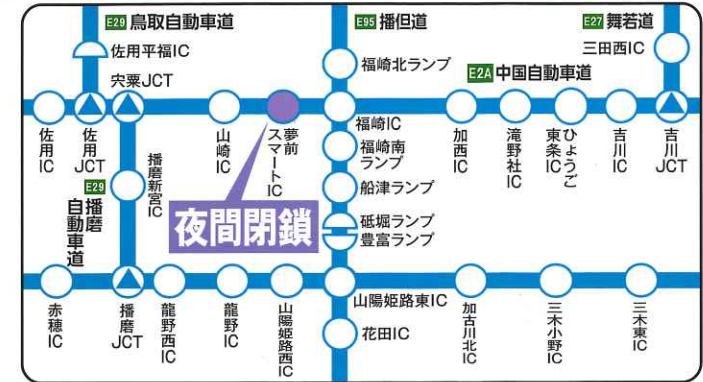 E29 鳥取自動車道
佐用平福IC
宍粟JCT
E95 播但道
福崎北ランプ
E27 舞若道
三田西IC
E2A 中国自動車道
佐用IC
佐用JCT
山崎IC
夢前スマートIC
福崎IC
加西IC
滝野社IC
ひょうご東条IC
吉川IC
吉川JCT
福崎南ランプ
船津ランプ
砥堀ランプ
豊富ランプ
播磨新宮IC
E29
播磨自動車道
夜間閉鎖
赤穂IC
播磨JCT
龍野西IC
龍野IC
山陽姫路西IC
山陽姫路東IC
花田IC
加古川北IC
三木小野IC
三木東IC